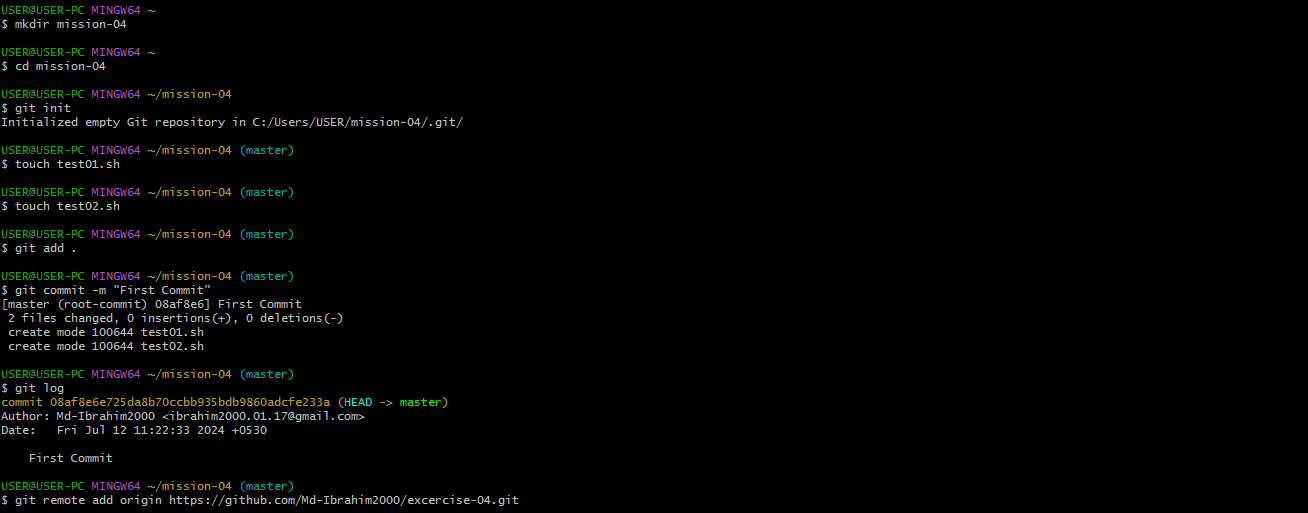 USER@USER-PC MINGW64 ~
$ mkdir mission-04
USER@USER-PC MINGW64 ~
$ cd mission-04
USER@USER-PC MINGW64 ~/mission-04
$ git init
Initialized empty Git repository in C:/Users/USER/mission-04/.git/
USER@USER-PC MINGW64 ~/mission-04 (master)
$ touch test01.sh
USER@USER-PC MINGW64 ~/mission-04 (master)
$ touch test02.sh
USER@USER-PC MINGW64 ~/mission-04 (master)
$ git add .
USER@USER-PC MINGW64 ~/mission-04 (master)
$ git commit -m "First Commit"
[master (root-commit) 08af8e6] First Commit
 2 files changed, 0 insertions(+), 0 deletions(-)
 create mode 100644 test01.sh
 create mode 100644 test02.sh
USER@USER-PC MINGW64 ~/mission-04 (master)
$ git log
commit 08af8e6e725da8b70ccbb935bdb9860adcfe233a (HEAD -> master)
Author: Md-Ibrahim2000 <ibrahim2000.01.17@gmail.com>
Date:   Fri Jul 12 11:22:33 2024 +0530
    First Commit
USER@USER-PC MINGW64 ~/mission-04 (master)
$ git remote add origin https://github.com/Md-Ibrahim2000/excercise-04.git